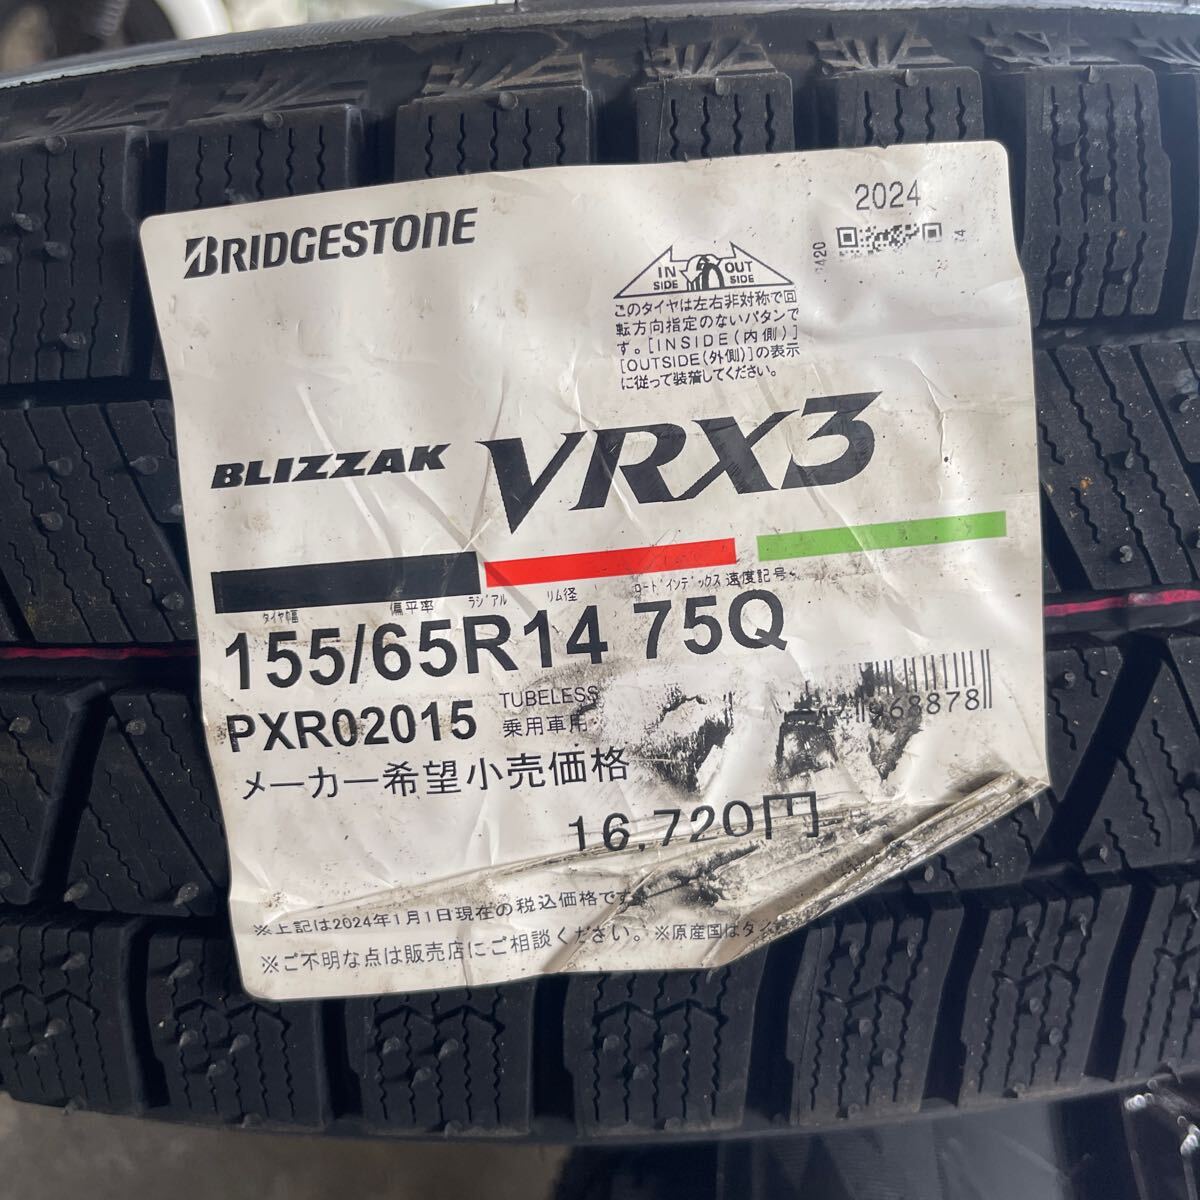 BRIDGESTONE
2024
IN SIDE
OUT SIDE
このタイヤは左右非対称で回
転方向指定のないパタンで
す。[INSIDE(内側)]
[OUTSIDE(外側)]の表示
に従って装着してください。
BLIZZAK VRX3
タイヤ幅 偏平率 ラジアル リム径 ロードインデックス 速度記号
155/65R14 75Q
PXR02015
TUBELESS
乗用車用
968878
メーカー希望小売価格
16,720円
※上記は2024年1月1日現在の税込価格です
※ご不明な点は販売店にご相談ください。※原産国はタ